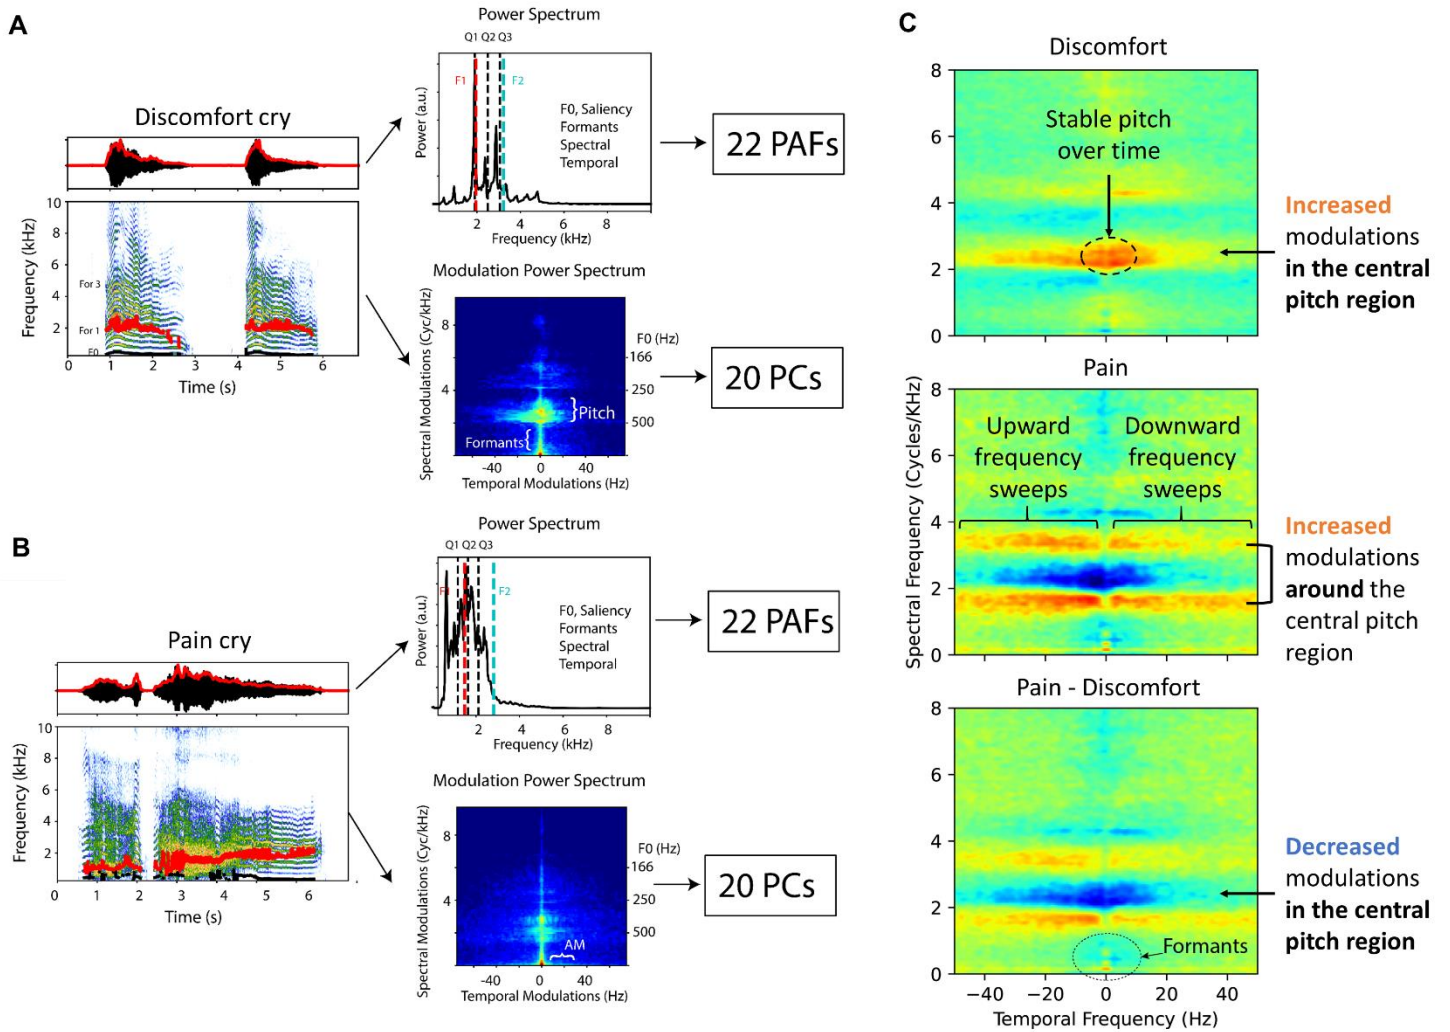 A
Discomfort cry
Frequency (kHz)
10
8
6
4
2
For 3
For 1
F0
0
1
2
3
4
5
6
Time (s)
Power Spectrum
Q1 Q2 Q3
F1
F2
Power (a.u.)
F0, Saliency
Formants
Spectral
Temporal
2
4
6
8
Frequency (kHz)
22 PAFs
Modulation Power Spectrum
Spectral Modulations (Cyc/kHz)
8
4
F0 (Hz)
166
250
500
Pitch
Formants
-40
0
40
Temporal Modulations (Hz)
20 PCs
B
Pain cry
Frequency (kHz)
10
8
6
4
2
0
1
2
3
4
5
6
Time (s)
Power Spectrum
Q1 Q2 Q3
F1
F2
Power (a.u.)
F0, Saliency
Formants
Spectral
Temporal
2
4
6
8
Frequency (kHz)
22 PAFs
Modulation Power Spectrum
Spectral Modulations (Cyc/kHz)
8
4
F0 (Hz)
166
250
500
AM
-40
0
40
Temporal Modulations (Hz)
20 PCs
C
Discomfort
8
6
4
2
0
Stable pitch
over time
Increased
modulations
in the central
pitch region
Pain
Spectral Frequency (Cycles/KHz)
8
6
4
2
0
Upward
frequency
sweeps
Downward
frequency
sweeps
Increased
modulations
around the
central pitch
region
Pain - Discomfort
8
6
4
2
0
Formants
Decreased
modulations
in the central
pitch region
−40
−20
0
20
40
Temporal Frequency (Hz)